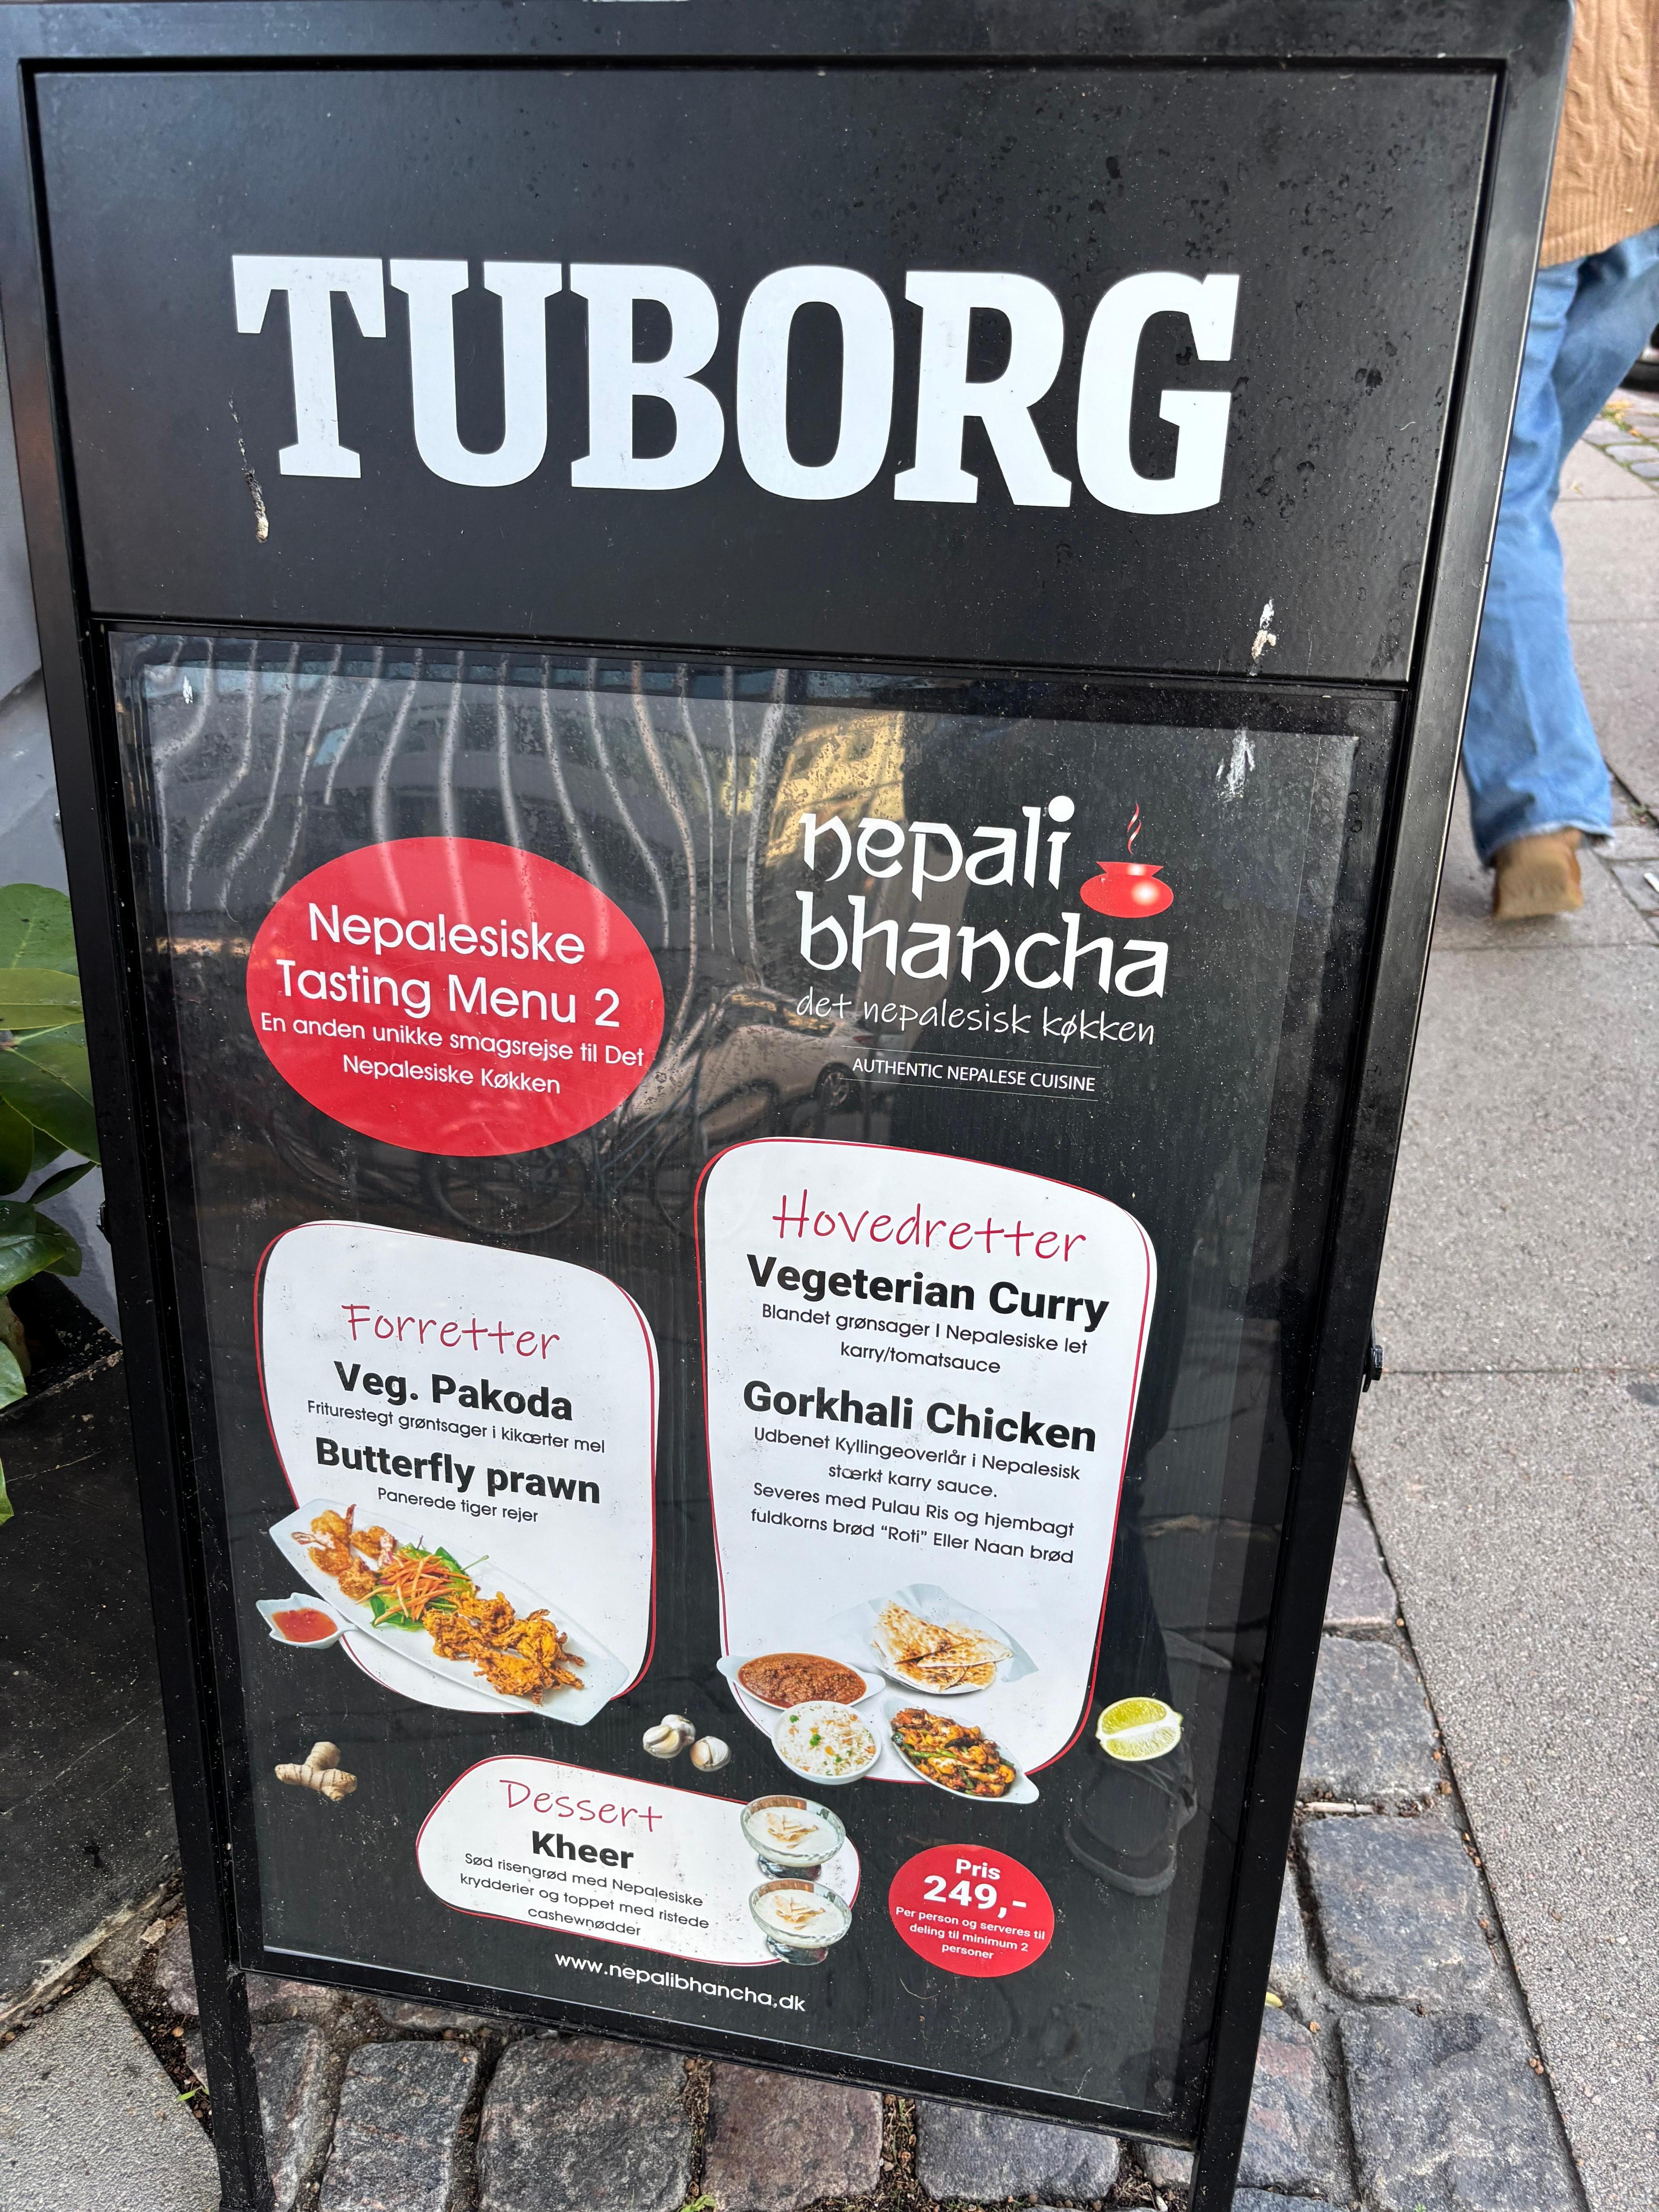 TUBORG
nepali
bhancha
det nepalesisk køkken
AUTHENTIC NEPALESE CUISINE
Nepalesiske
Tasting Menu 2
En anden unikke smagsrejse til Det
Nepalesiske Køkken
Forretter
Veg. Pakoda
Friturestegt grøntsager i kikærter mel
Butterfly prawn
Panerede tiger rejer
Hovedretter
Vegeterian Curry
Blandet grønsager I Nepalesiske let
karry/tomatsauce
Gorkhali Chicken
Udbenet Kyllingeoverlår i Nepalesisk
stærkt karry sauce.
Severes med Pulau Ris og hjembagt
fuldkorns brød "Roti" Eller Naan brød
Dessert
Kheer
Sød risengrød med Nepalesiske
krydderier og toppet med ristede
cashewnødder
Pris
249,-
Per person og serveres til
deling til minimum 2
personer
www.nepalibhancha.dk